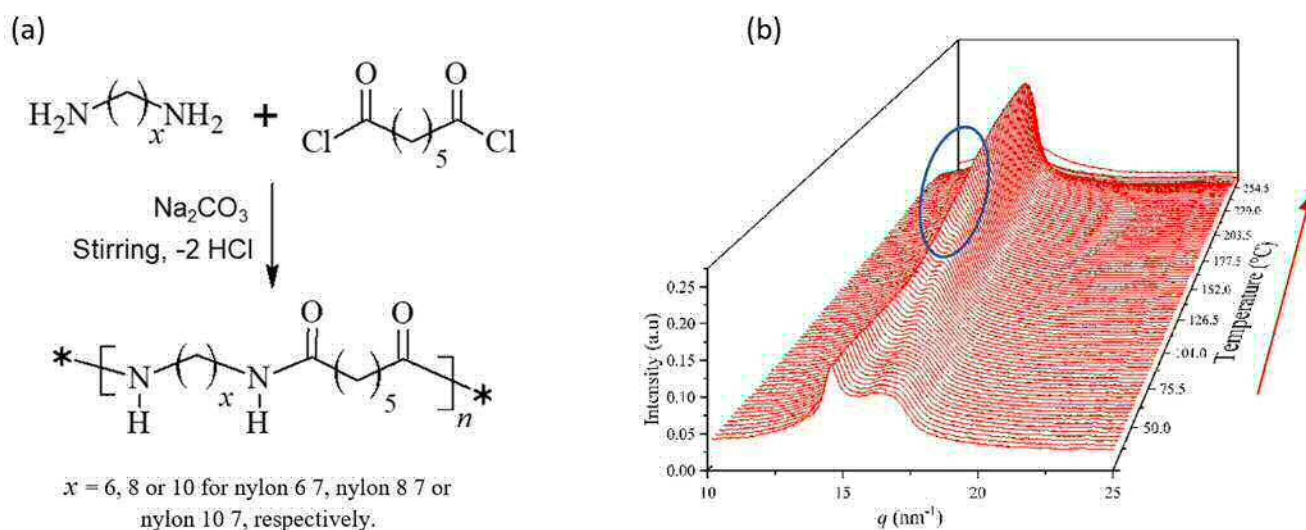 (a)
O
O
H₂N
( )
x
NH₂
+
Cl
( )
5
Cl
Na₂CO₃
Stirring, -2 HCl
O
O
*
[
N
H
( )
x
N
H
( )
5
]
n
*
x = 6, 8 or 10 for nylon 6 7, nylon 8 7 or
nylon 10 7, respectively.
(b)
0.25
0.20
0.15
0.10
0.05
0.00
Intensity (a.u)
10
15
20
25
q (nm⁻¹)
254.5
229.0
203.5
177.5
152.0
126.5
101.0
75.5
50.0
Temperature (°C)